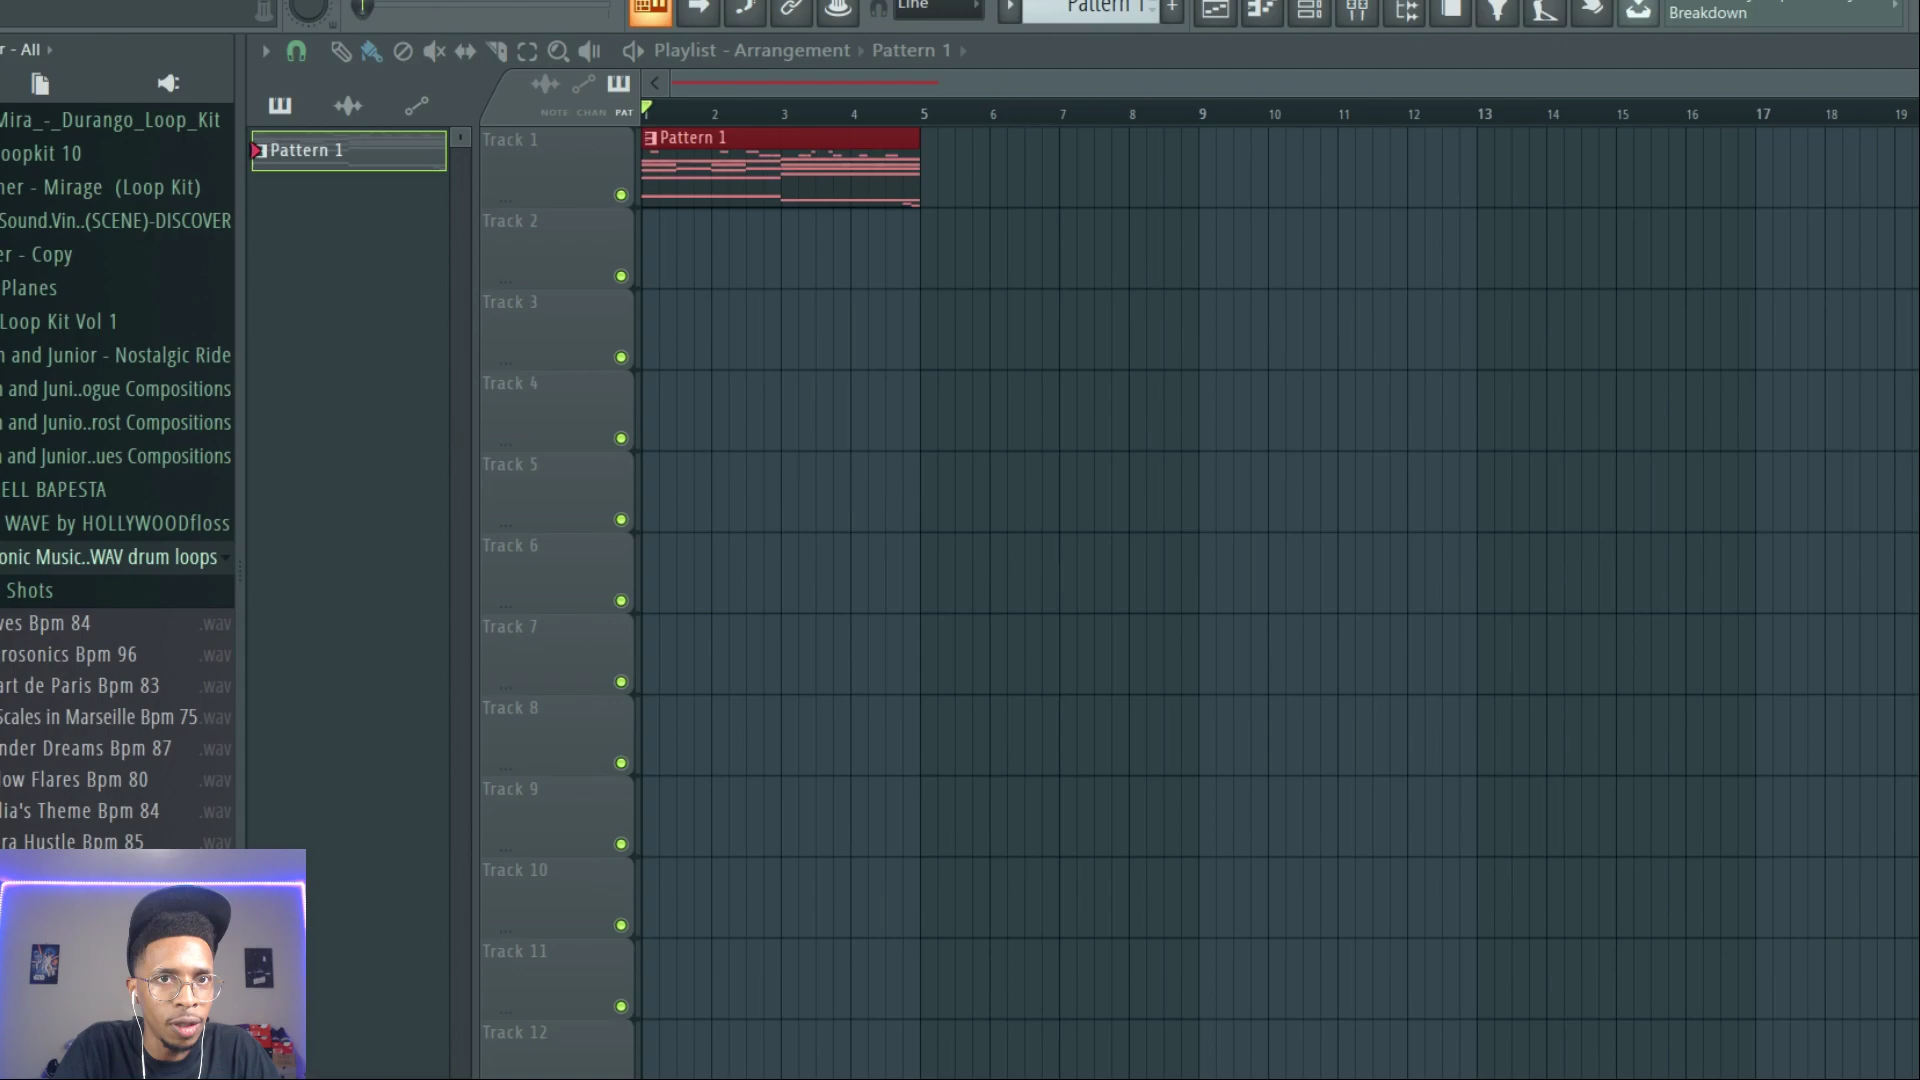 Line
Pattern 1
Breakdown
r - All
Playlist - Arrangement
Pattern 1
NOTE CHAN PAT
1 2 3 4 5 6 7 8 9 10 11 12 13 14 15 16 17 18 19
Mira_-_Durango_Loop_Kit
oopkit 10
ner - Mirage (Loop Kit)
Sound.Vin..(SCENE)-DISCOVER
er - Copy
Planes
Loop Kit Vol 1
n and Junior - Nostalgic Ride
n and Juni..ogue Compositions
n and Junio..rost Compositions
n and Junior..ues Compositions
ELL BAPESTA
WAVE by HOLLYWOODfloss
onic Music..WAV drum loops
Shots
ves Bpm 84 .wav
rosonics Bpm 96 .wav
art de Paris Bpm 83 .wav
Scales in Marseille Bpm 75 .wav
nder Dreams Bpm 87 .wav
low Flares Bpm 80 .wav
lia's Theme Bpm 84 .wav
ra Hustle Bpm 85 .wav
Pattern 1
Track 1
Pattern 1
Track 2
Track 3
Track 4
Track 5
Track 6
Track 7
Track 8
Track 9
Track 10
Track 11
Track 12